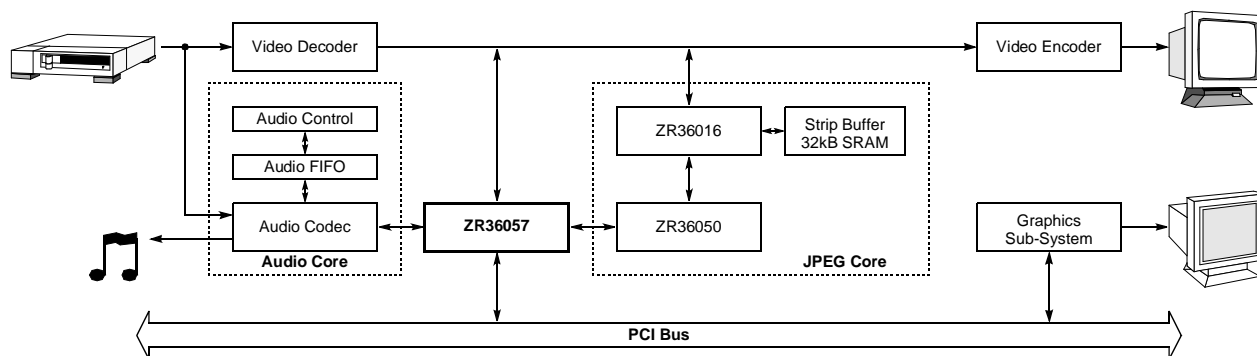 Video Decoder
Video Encoder
Audio Control
Audio FIFO
Audio Codec
Audio Core
ZR36057
ZR36016
Strip Buffer
32kB SRAM
ZR36050
JPEG Core
Graphics
Sub-System
PCI Bus